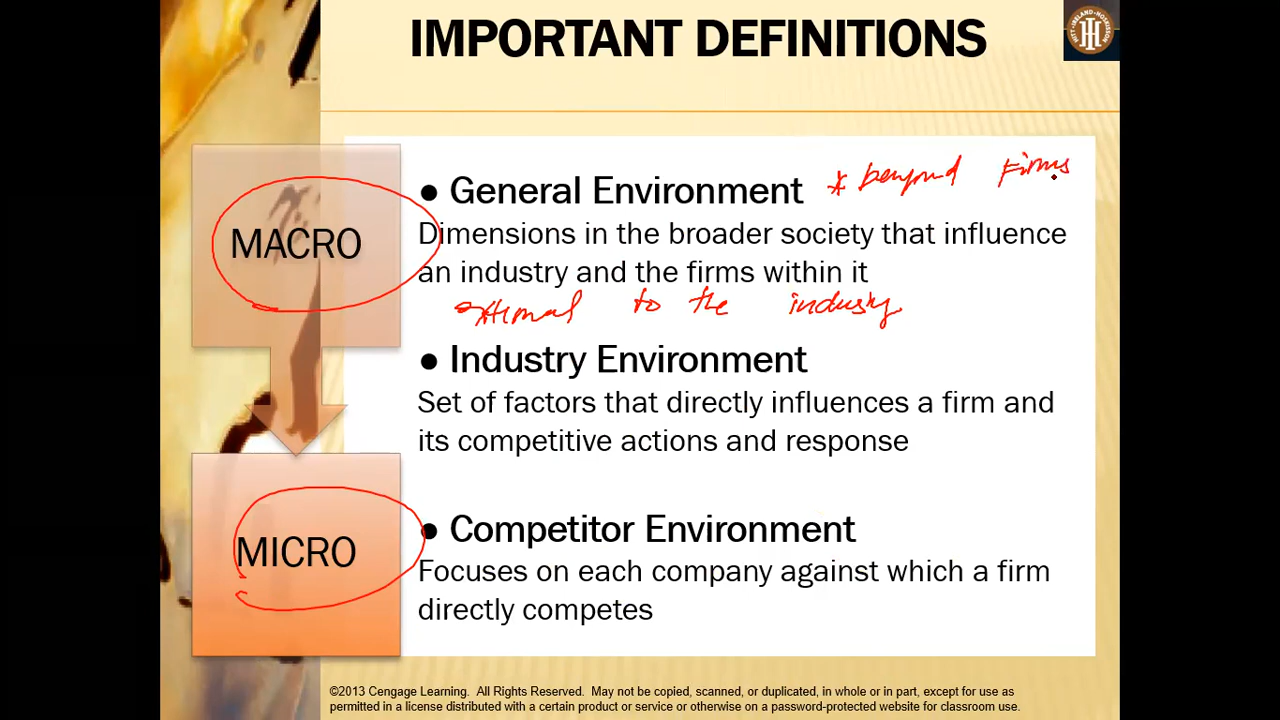 IMPORTANT DEFINITIONS
HITT • IRELAND • HOSKISSON
MACRO
● General Environment * beyond Firms
Dimensions in the broader society that influence
an industry and the firms within it
external to the industry
● Industry Environment
Set of factors that directly influences a firm and
its competitive actions and response
MICRO
● Competitor Environment
Focuses on each company against which a firm
directly competes
©2013 Cengage Learning. All Rights Reserved. May not be copied, scanned, or duplicated, in whole or in part, except for use as
permitted in a license distributed with a certain product or service or otherwise on a password-protected website for classroom use.